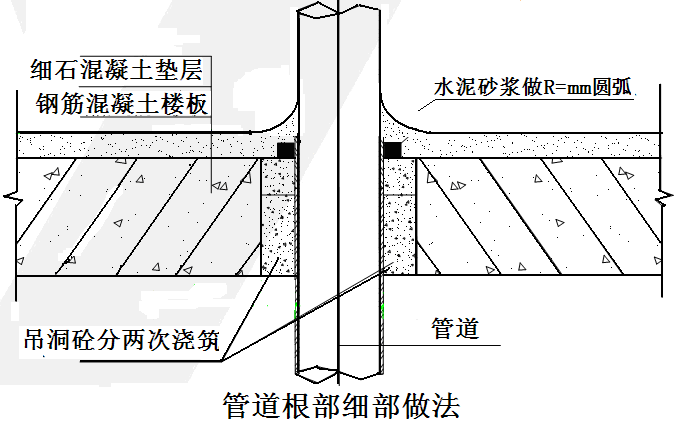 细石混凝土垫层
钢筋混凝土楼板
水泥砂浆做R=mm圆弧
吊洞砼分两次浇筑
管道
管道根部细部做法